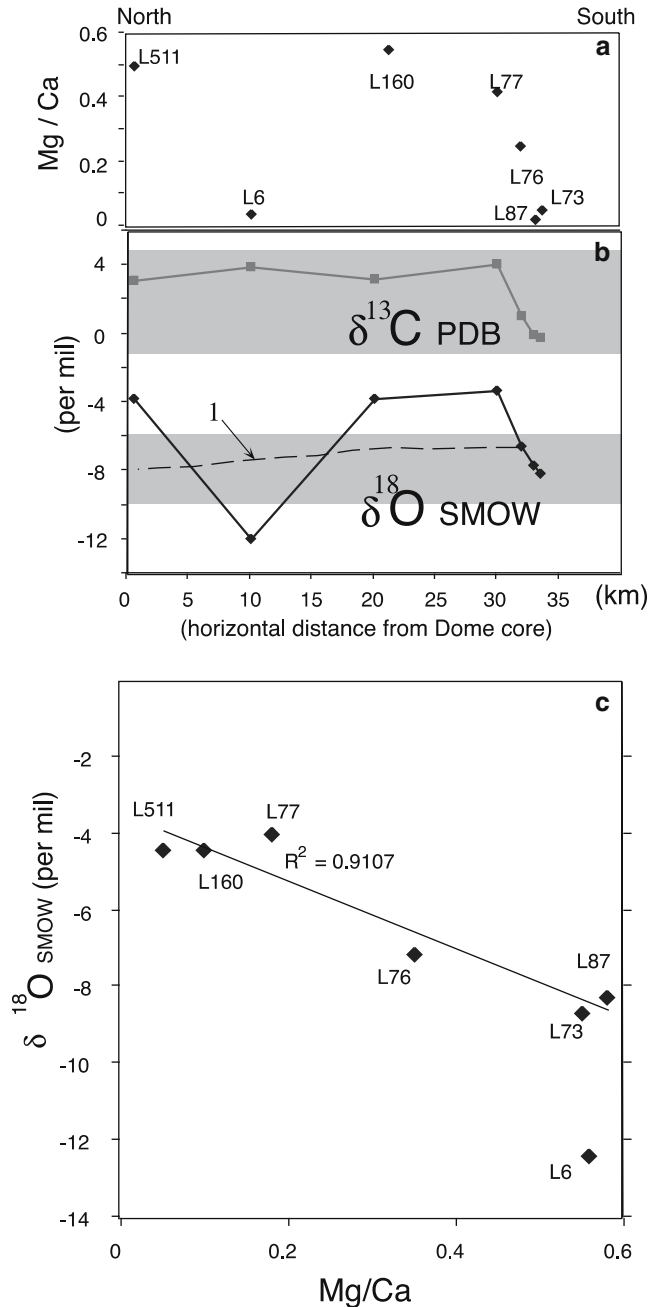 North South
a
0.6
0.4
0.2
0
Mg / Ca
L511
L6
L160
L77
L76
L87
L73
b
4
0
-4
-8
-12
(per mil)
δ13C PDB
1
δ18O SMOW
0 5 10 15 20 25 30 35 (km)
(horizontal distance from Dome core)
c
-2
-4
-6
-8
-10
-12
-14
δ 18O SMOW (per mil)
L511
L77
R2 = 0.9107
L160
L76
L87
L73
L6
0 0.2 0.4 0.6
Mg/Ca